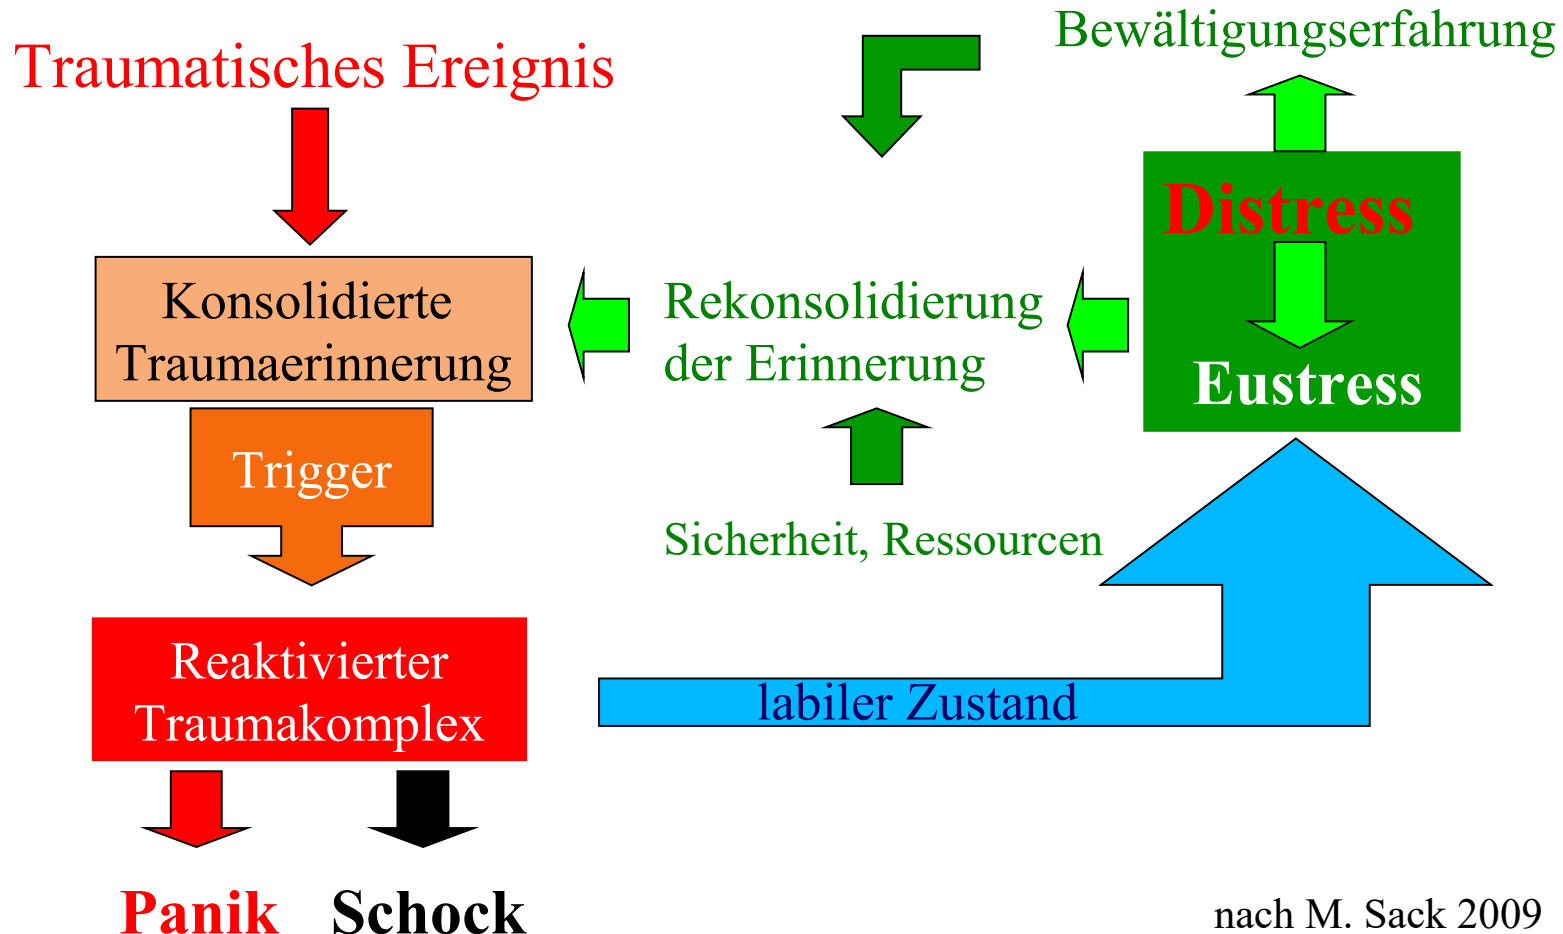 Traumatisches Ereignis
Bewältigungserfahrung
Distress
Eustress
Konsolidierte
Traumaerinnerung
Rekonsolidierung
der Erinnerung
Trigger
Sicherheit, Ressourcen
Reaktivierter
Traumakomplex
labiler Zustand
Panik
Schock
nach M. Sack 2009